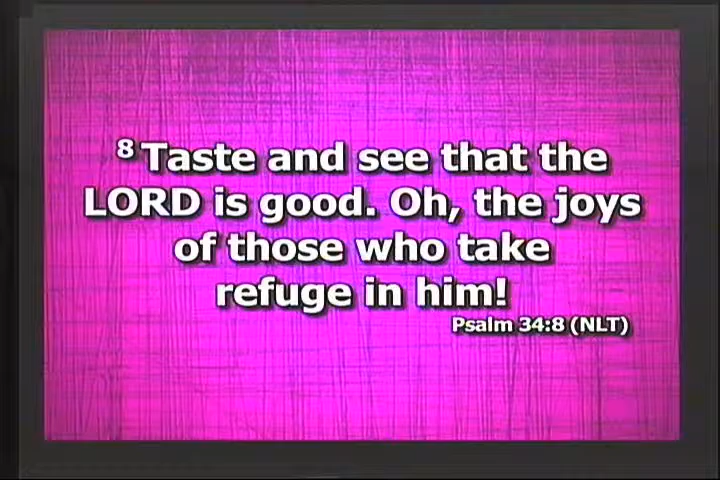 8 Taste and see that the
LORD is good. Oh, the joys
of those who take
refuge in him!
Psalm 34:8 (NLT)